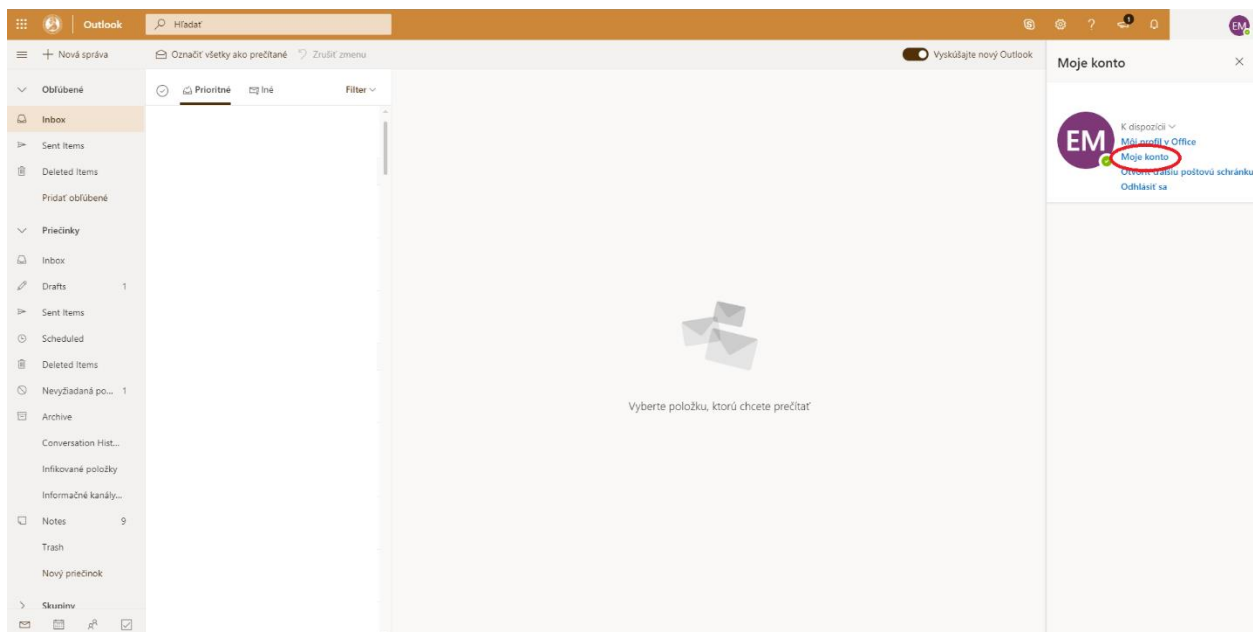 Outlook
Hľadať
1
EM
Nová správa
Označiť všetky ako prečítané
Zrušiť zmenu
Vyskúšajte nový Outlook
Moje konto
Obľúbené
Prioritné
Iné
Filter
Inbox
Sent Items
Deleted Items
Pridať obľúbené
EM
K dispozícii
Môj profil v Office
Moje konto
Otvoriť ďalšiu poštovú schránku
Odhlásiť sa
Priečinky
Inbox
Drafts 1
Sent Items
Scheduled
Deleted Items
Nevyžiadaná po... 1
Archive
Conversation Hist...
Infikované položky
Informačné kanály...
Notes 9
Trash
Nový priečinok
Skupiny
Vyberte položku, ktorú chcete prečítať